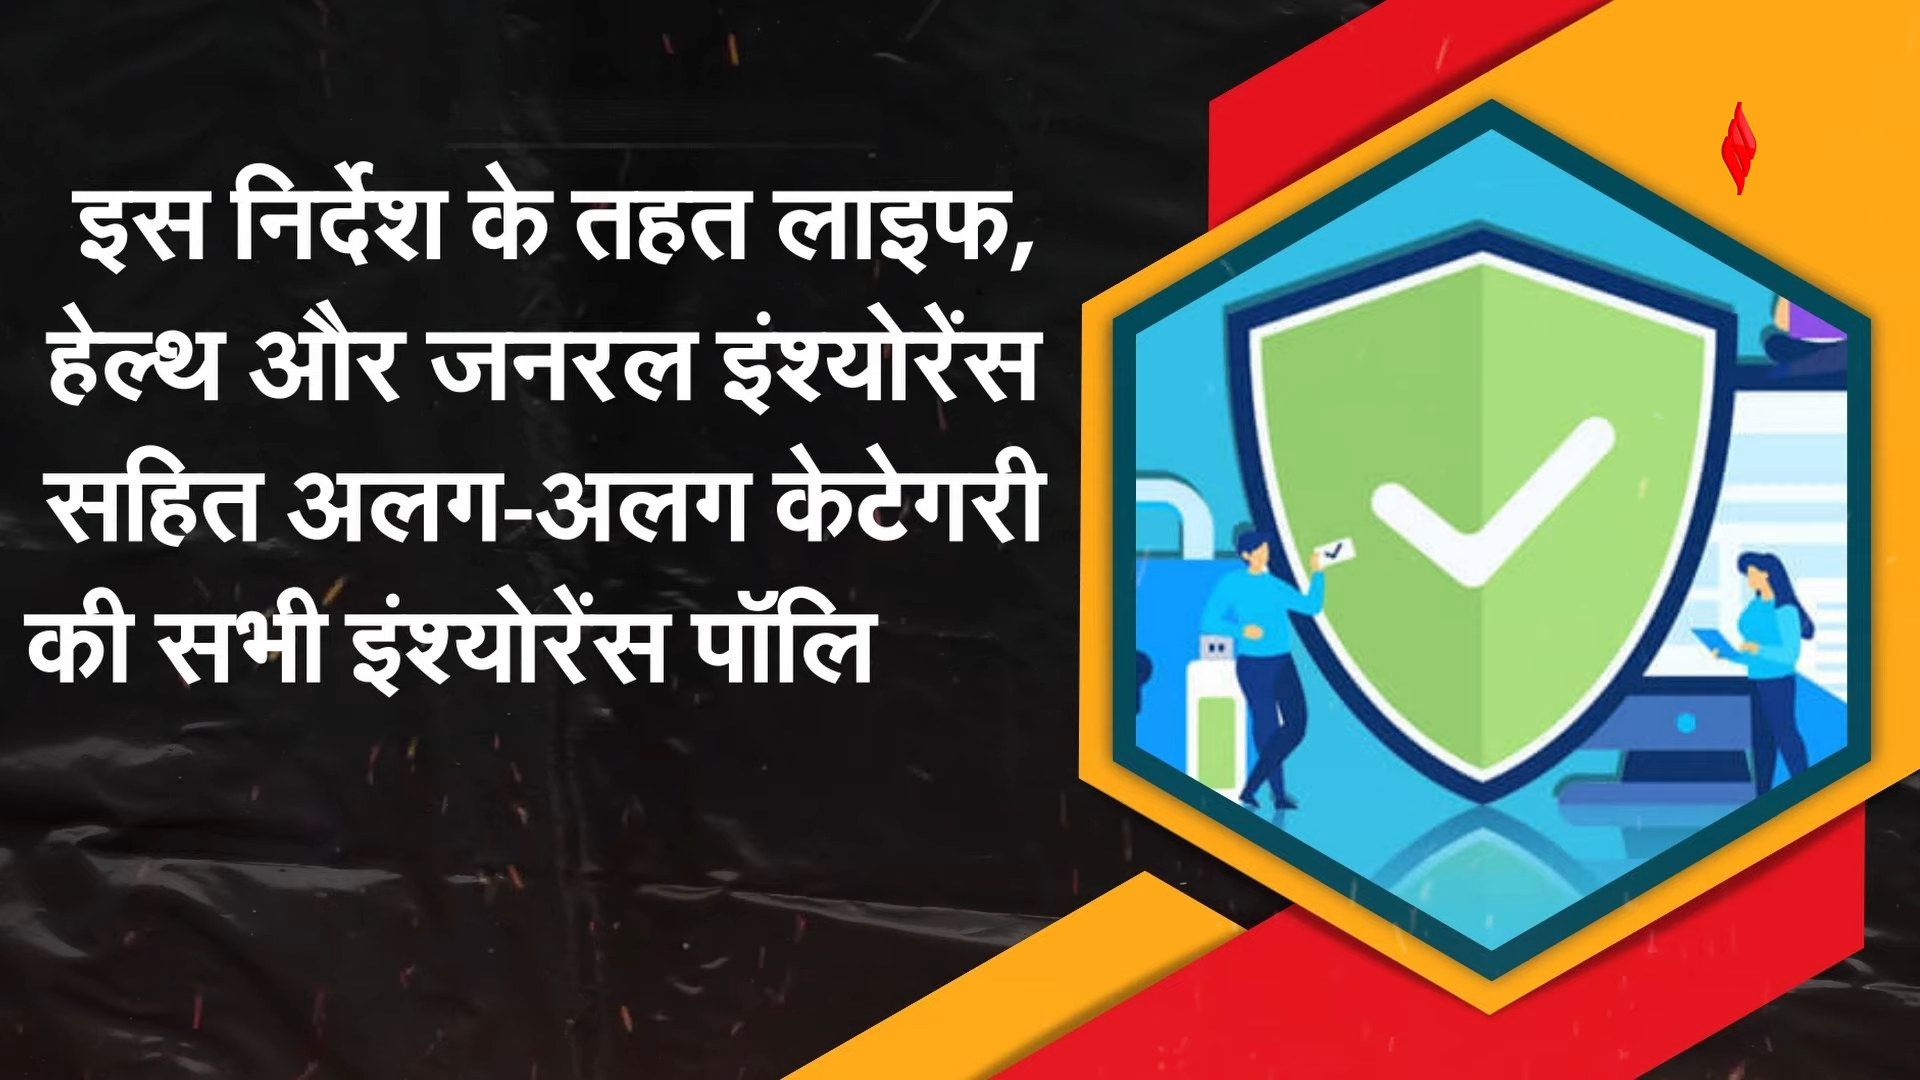 इस निर्देश के तहत लाइफ,
हेल्थ और जनरल इंश्योरेंस
सहित अलग-अलग केटेगरी
की सभी इंश्योरेंस पॉलि